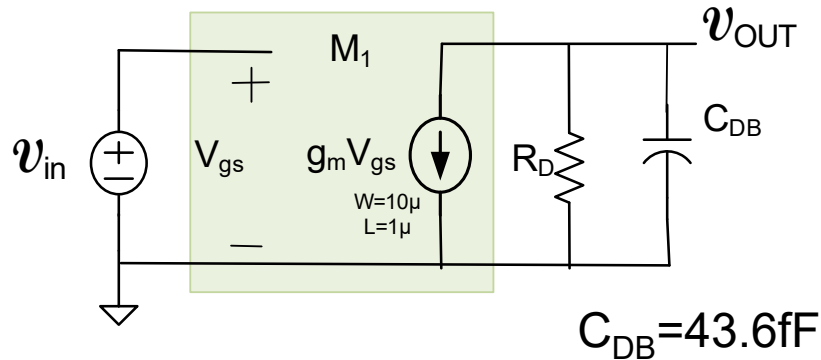 M₁
𝒗OUT
+
𝒗in
+
−
Vgs
gmVgs
W=10µ
L=1µ
RD
CDB
−
CDB=43.6fF